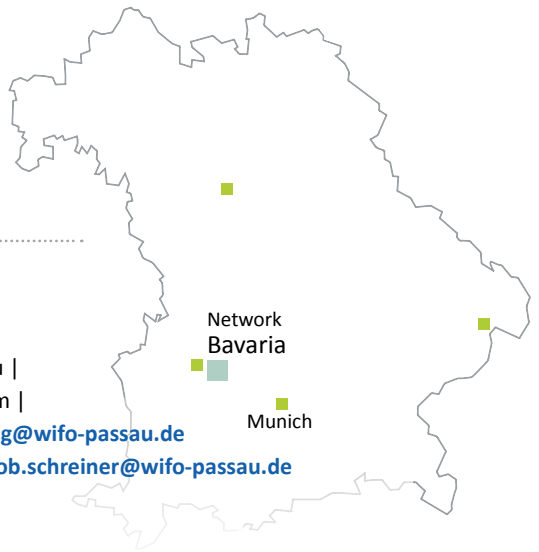 Network
Bavaria
u |
m |
Munich
g@wifo-passau.de
ob.schreiner@wifo-passau.de